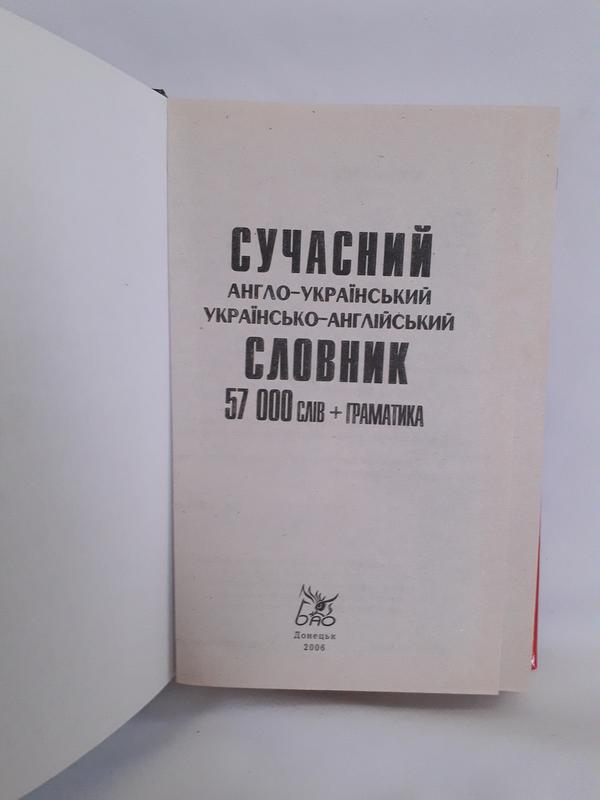 СУЧАСНИЙ
АНГЛО-УКРАЇНСЬКИЙ
УКРАЇНСЬКО-АНГЛІЙСЬКИЙ
СЛОВНИК
57 000 СЛІВ + ГРАМАТИКА
БАО
Донецьк
2006